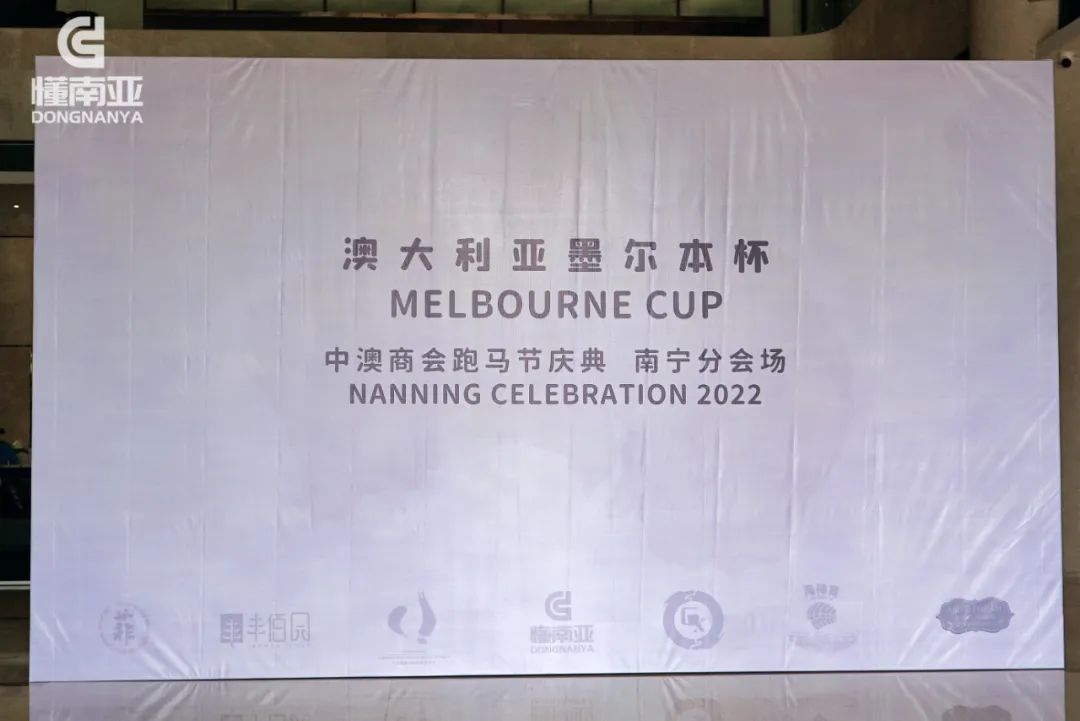 懂南亚
DONGNANYA
澳大利亚墨尔本杯
MELBOURNE CUP
中澳商会跑马节庆典 南宁分会场
NANNING CELEBRATION 2022
丰佰园
懂南亚
DONGNANYA